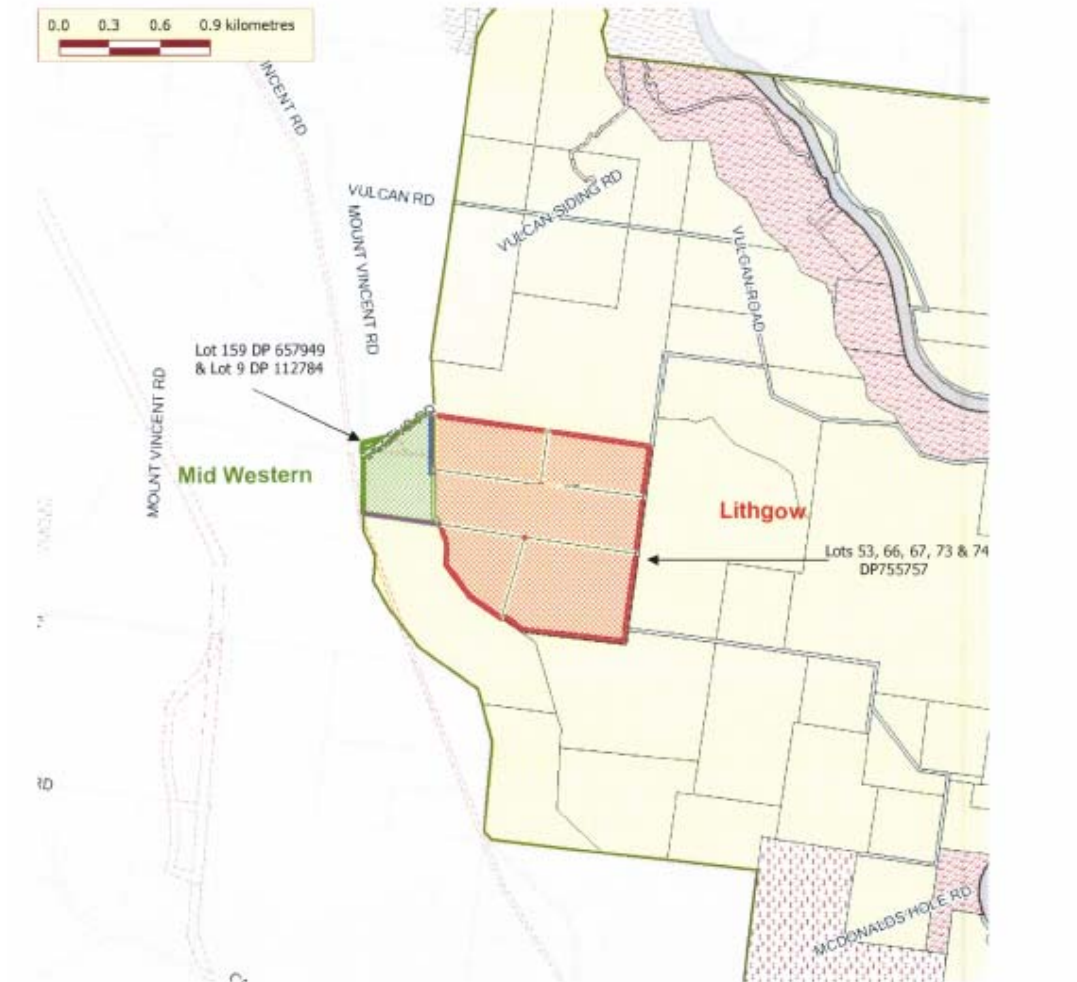 0.0 0.3 0.6 0.9 kilometres
INCENT RD
VULCAN RD
VULCAN SIDING RD
MOUNT VINCENT RD
VULCAN ROAD
Lot 159 DP 657949
& Lot 9 DP 112784
MOUNT VINCENT RD
Mid Western
Lithgow
Lots 53, 66, 67, 73 & 74
DP755757
RD
MCDONALDS HOLE RD